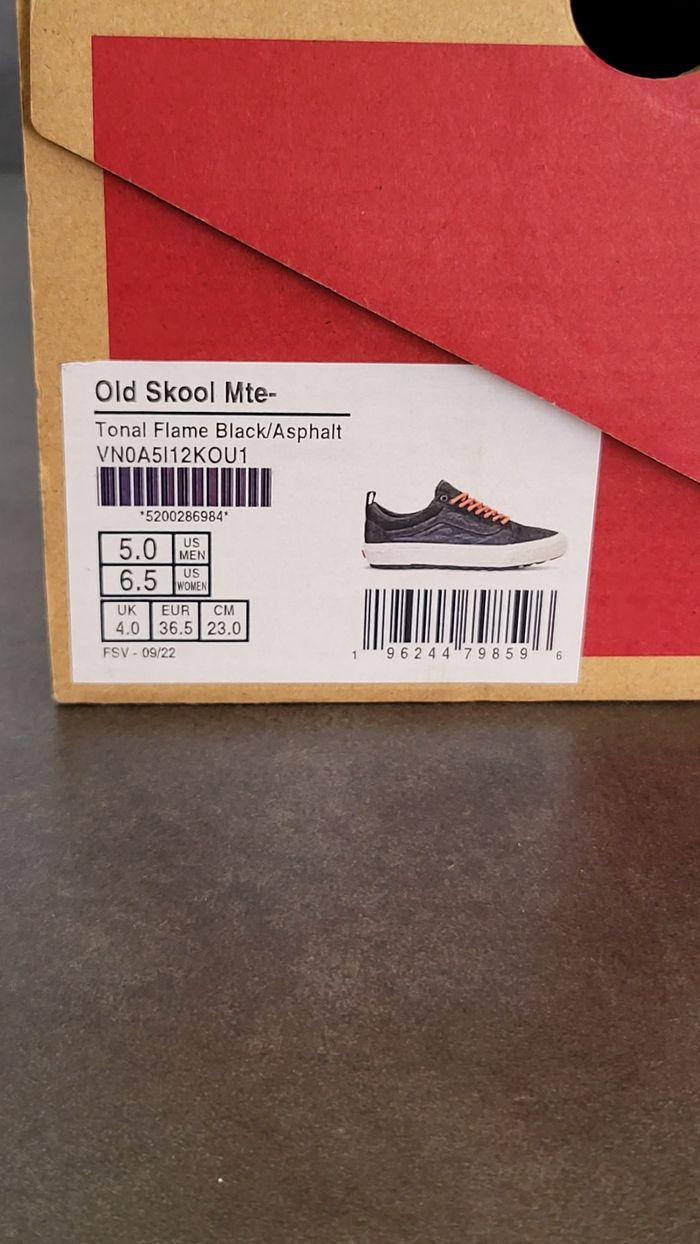 Old Skool Mte-
Tonal Flame Black/Asphalt
VN0A5I12KOU1
*5200286984*
5.0 US MEN
6.5 US WOMEN
UK EUR CM
4.0 36.5 23.0
FSV - 09/22
1 96244 79859 6